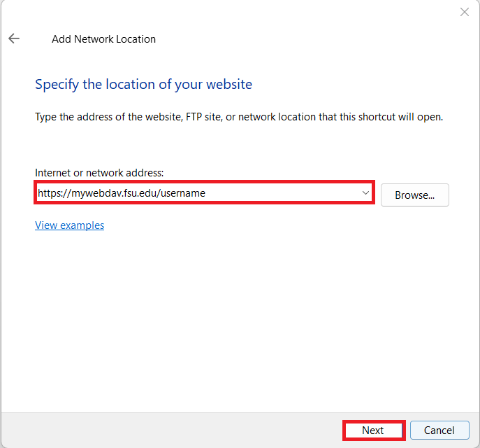 Add Network Location
Specify the location of your website
Type the address of the website, FTP site, or network location that this shortcut will open.
Internet or network address:
https://mywebdav.fsu.edu/username
Browse...
View examples
Next
Cancel